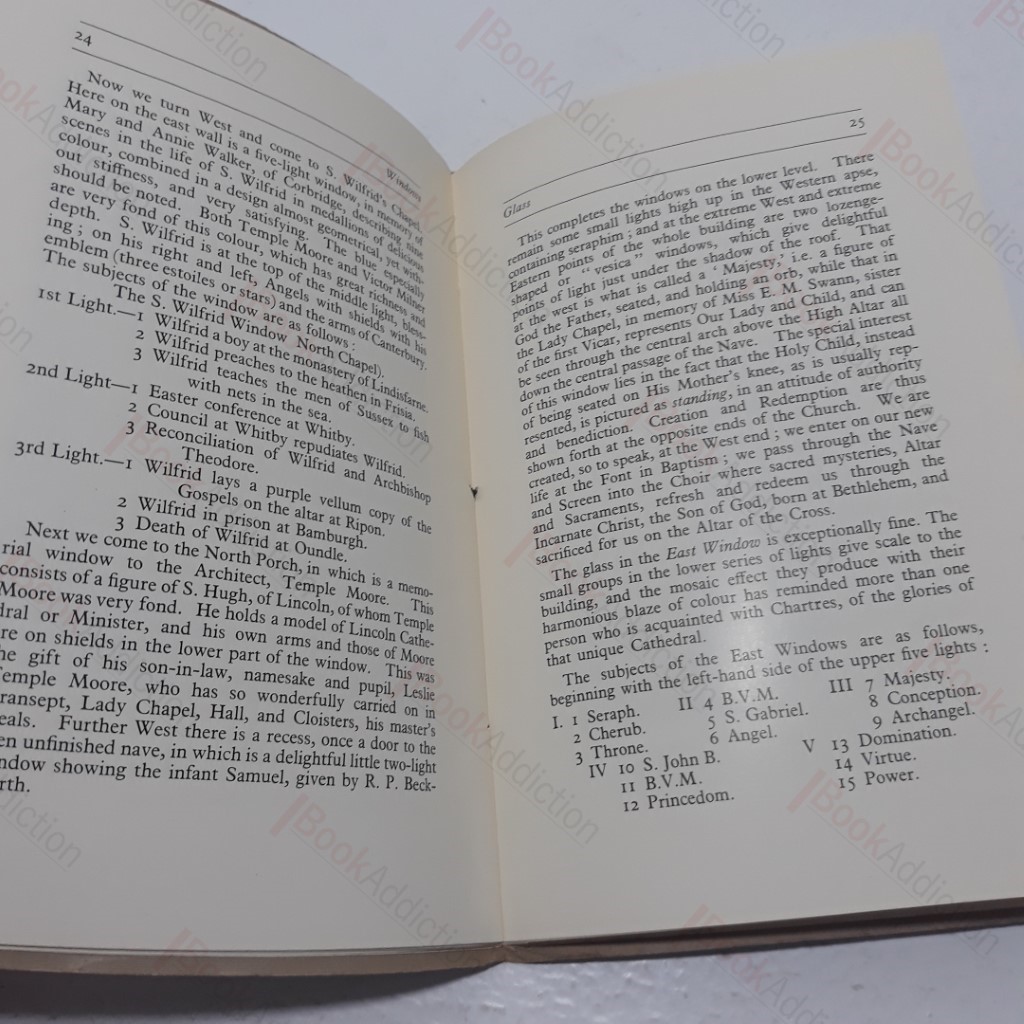 24
Windows
Now we turn West and come to S. Wilfrid's Chapel.
Here on the east wall is a five-light window, in memory of
Mary and Annie Walker, of Corbridge, describing nine
scenes in the life of S. Wilfrid in medallions of delicious
colour, combined in a design almost geometrical, yet with-
out stiffness, and very satisfying. The blue especially
should be noted. Both Temple Moore and Victor Milner
are very fond of this colour, which has great richness and
depth. S. Wilfrid is at the top of the middle light, bless-
ing; on his right and left, Angels with shields with his
emblem (three estoiles or stars) and the arms of Canterbury.
The subjects of the window are as follows:
The S. Wilfrid Window North Chapel).
1st Light.—1 Wilfrid a boy at the monastery of Lindisfarne.
2 Wilfrid preaches to the heathen in Frisia.
3 Wilfrid teaches the men of Sussex to fish
with nets in the sea.
2nd Light—1 Easter conference at Whitby.
2 Council at Whitby repudiates Wilfrid.
3 Reconciliation of Wilfrid and Archbishop
Theodore.
3rd Light.—1 Wilfrid lays a purple vellum copy of the
Gospels on the altar at Ripon.
2 Wilfrid in prison at Bamburgh.
3 Death of Wilfrid at Oundle.
Next we come to the North Porch, in which is a memo-
rial window to the Architect, Temple Moore. This
consists of a figure of S. Hugh, of Lincoln, of whom Temple
Moore was very fond. He holds a model of Lincoln Cathe-
dral or Minister, and his own arms and those of Moore
re on shields in the lower part of the window. This was
he gift of his son-in-law, namesake and pupil, Leslie
emple Moore, who has so wonderfully carried on in
ransept, Lady Chapel, Hall, and Cloisters, his master's
eals. Further West there is a recess, once a door to the
en unfinished nave, in which is a delightful little two-light
ndow showing the infant Samuel, given by R. P. Beck-
rth.
25
Glass
This completes the windows on the lower level. There
remain some small lights high up in the Western apse,
containing seraphim; and at the extreme West and extreme
Eastern points of the whole building are two lozenge-
shaped or "vesica" windows, which give delightful
points of light just under the shadow of the roof. That
at the west is what is called a 'Majesty,' i.e. a figure of
God the Father, seated, and holding an orb, while that in
the Lady Chapel, in memory of Miss E. M. Swann, sister
of the first Vicar, represents Our Lady and Child, and can
be seen through the central arch above the High Altar all
down the central passage of the Nave. The special interest
of this window lies in the fact that the Holy Child, instead
of being seated on His Mother's knee, as is usually rep-
resented, is pictured as standing, in an attitude of authority
and benediction. Creation and Redemption are thus
shown forth at the opposite ends of the Church. We are
created, so to speak, at the West end; we enter on our new
life at the Font in Baptism; we pass through the Nave
and Screen into the Choir where sacred mysteries, Altar
and Sacraments, refresh and redeem us through the
Incarnate Christ, the Son of God, born at Bethlehem, and
sacrificed for us on the Altar of the Cross.
The glass in the East Window is exceptionally fine. The
small groups in the lower series of lights give scale to the
building, and the mosaic effect they produce with their
harmonious blaze of colour has reminded more than one
person who is acquainted with Chartres, of the glories of
that unique Cathedral.
The subjects of the East Windows are as follows,
beginning with the left-hand side of the upper five lights:
I. 1 Seraph. II 4 B.V.M. III 7 Majesty.
2 Cherub. 5 S. Gabriel. 8 Conception.
3 Throne. 6 Angel. 9 Archangel.
IV 10 S. John B. V 13 Domination.
11 B.V.M. 14 Virtue.
12 Princedom. 15 Power.
BookAddiction